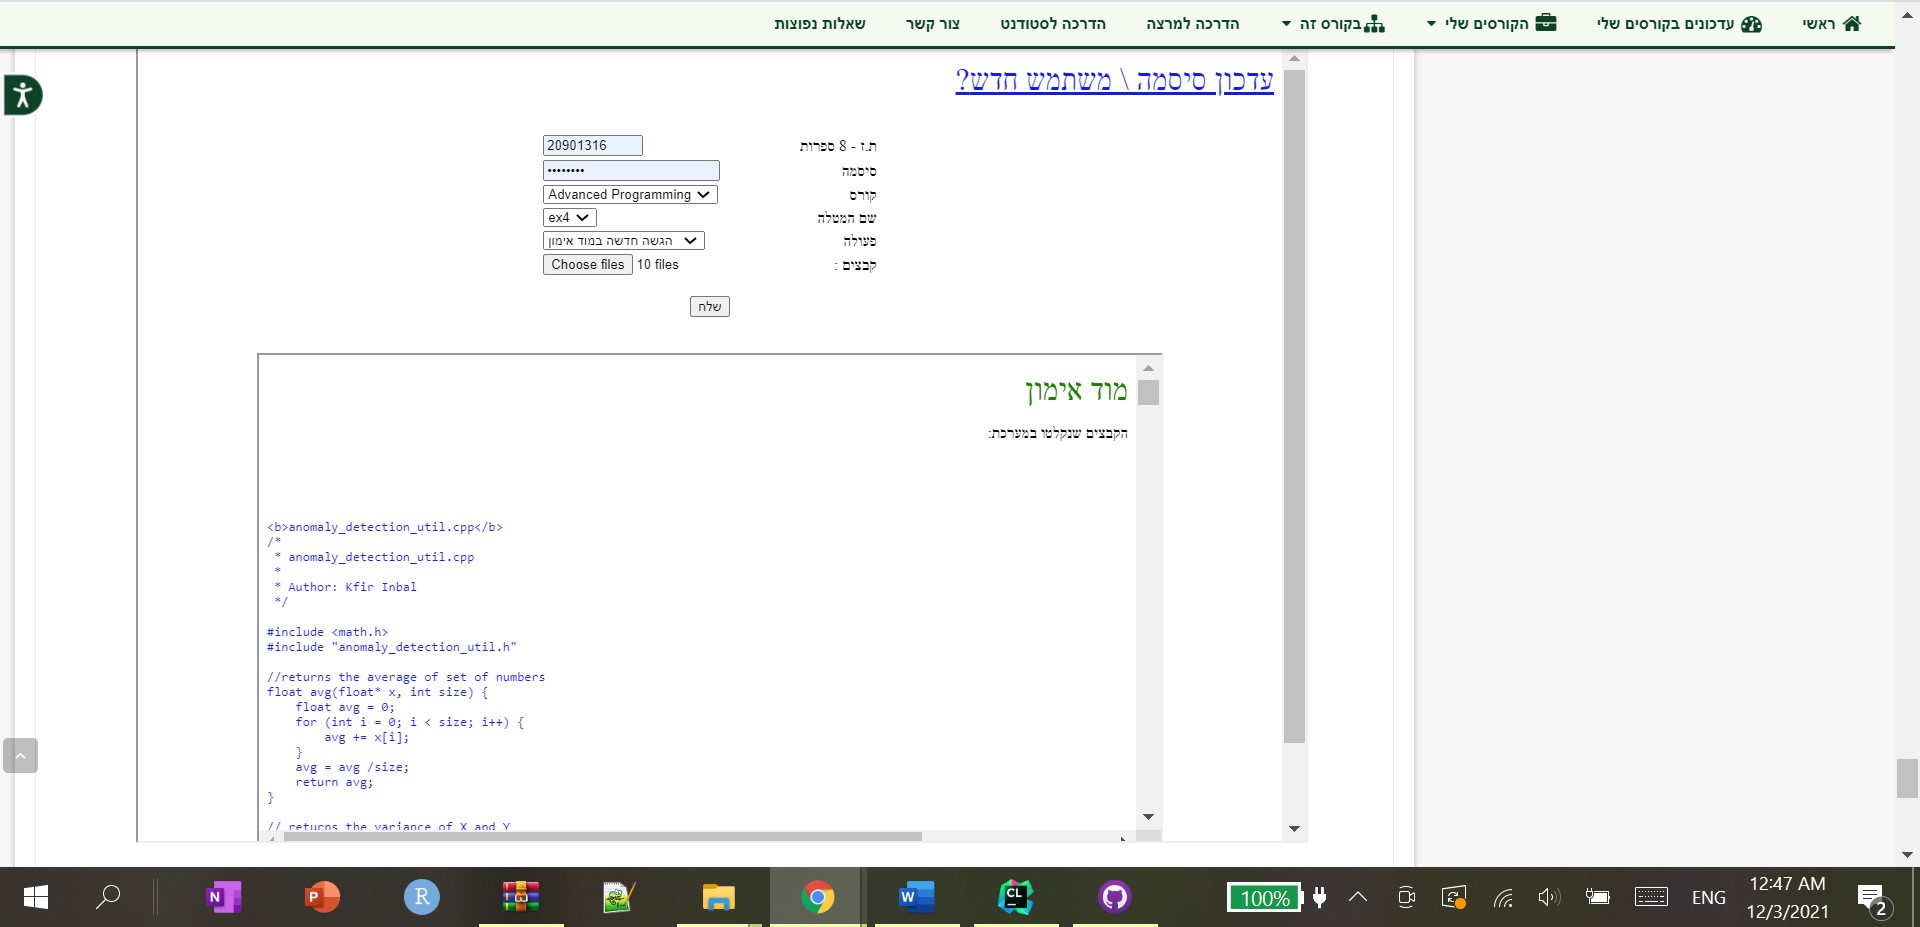 ראשי
עדכונים בקורסים שלי
הקורסים שלי
בקורס זה
הדרכה למרצה
הדרכה לסטודנט
צור קשר
שאלות נפוצות
עדכון סיסמה \ משתמש חדש?
ת.ז - 8 ספרות 20901316
סיסמה ••••••••
קורס Advanced Programming
שם המטלה ex4
פעולה הגשה חדשה במוד אימון
קבצים : Choose files 10 files
שלח
מוד אימון
הקבצים שנקלטו במערכת:
<b>anomaly_detection_util.cpp</b>
/*
 * anomaly_detection_util.cpp
 *
 * Author: Kfir Inbal
 */
#include <math.h>
#include "anomaly_detection_util.h"
//returns the average of set of numbers
float avg(float* x, int size) {
    float avg = 0;
    for (int i = 0; i < size; i++) {
        avg += x[i];
    }
    avg = avg /size;
    return avg;
}
// returns the variance of X and Y
N
P
R
W
CL
100%
ENG
12:47 AM
12/3/2021
2